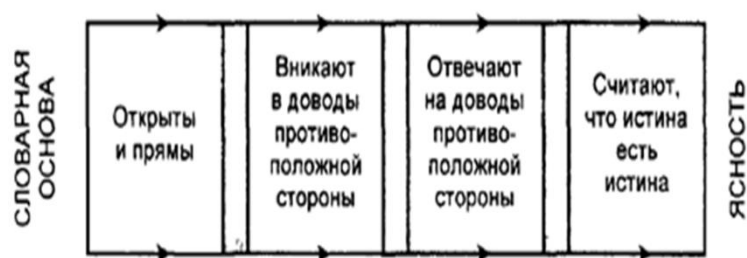 СЛОВАРНАЯ
ОСНОВА
Открыты
и прямы
Вникают
в доводы
противо-
положной
стороны
Отвечают
на доводы
противо-
положной
стороны
Считают,
что истина
есть
истина
ЯСНОСТЬ